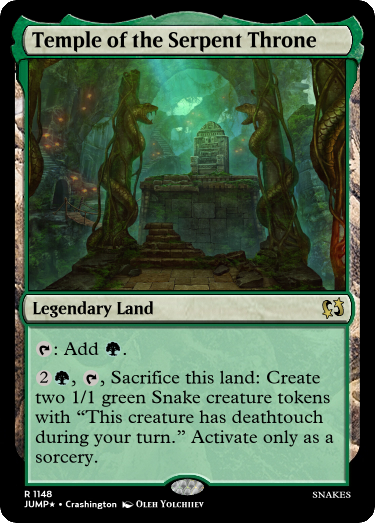 Temple of the Serpent Throne
Legendary Land
: Add .
2 , , Sacrifice this land: Create
two 1/1 green Snake creature tokens
with “This creature has deathtouch
during your turn.” Activate only as a
sorcery.
R 1148
SNAKES
JUMP★ • Crashington Oleh Yolchiiev